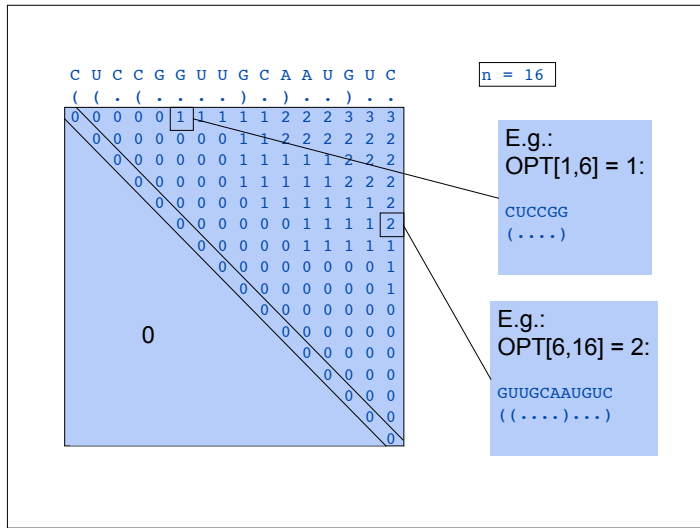 C U C C G G U U G C A A U G U C
( ( . ( . . . . ) . ) . . ) . .
n = 16
0 0 0 0 0 1 1 1 1 1 2 2 2 3 3 3
0 0 0 0 0 0 0 1 1 2 2 2 2 2 2
0 0 0 0 0 0 1 1 1 1 1 2 2 2
0 0 0 0 0 1 1 1 1 1 2 2 2
0 0 0 0 0 1 1 1 1 1 1 2
0 0 0 0 0 0 1 1 1 1 2
0 0 0 0 0 1 1 1 1 1
0 0 0 0 0 0 0 0 1
0 0 0 0 0 0 0 1
0 0 0 0 0 0 0
0 0 0 0 0 0
0 0 0 0 0
0 0 0 0
0 0 0
0 0
0
0
E.g.:
OPT[1,6] = 1:
CUCCGG
(....)
E.g.:
OPT[6,16] = 2:
GUUGCAAUGUC
((....)...)